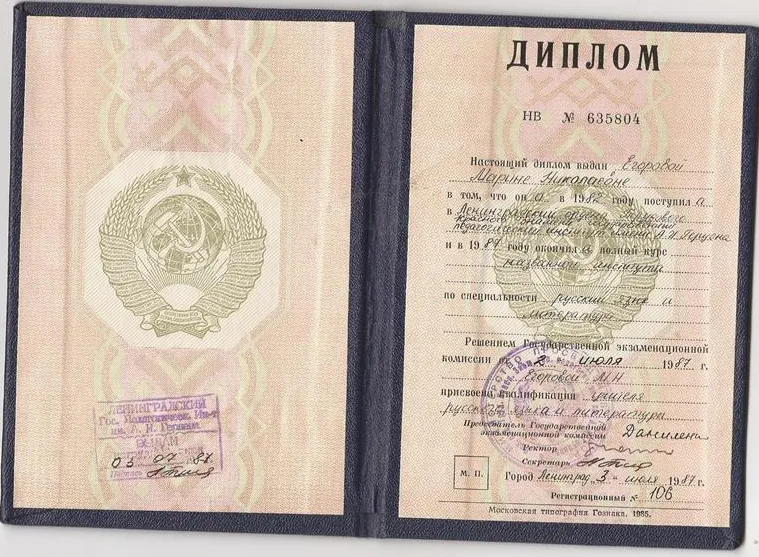 ЛЕНИНГРАДСКИЙ
Гос. Педагогическ. Ин-т
им. А. И. Герцена
ВЫДАН
03 07 87
ДИПЛОМ
НВ № 635804
Настоящий диплом выдан Егоровой
Марине Николаевне
в том, что он а в 1982 году поступил а
в Ленинградский ордена Трудового
Красного Знамени государственный
педагогический институт имени А.И. Герцена
и в 1987 году окончил а полный курс
названного института
по специальности русский язык и
литература
Решением Государственной экзаменационной
комиссии от 2 июля 1987 г.
Егоровой М.Н.
присвоена квалификация учителя
русского языка и литературы
Председатель Государственной
экзаменационной комиссии
Ректор
Секретарь
М. П.
Город Ленинград „3" июля 1987 г.
Регистрационный № 106
Московская типография Гознака. 1985.